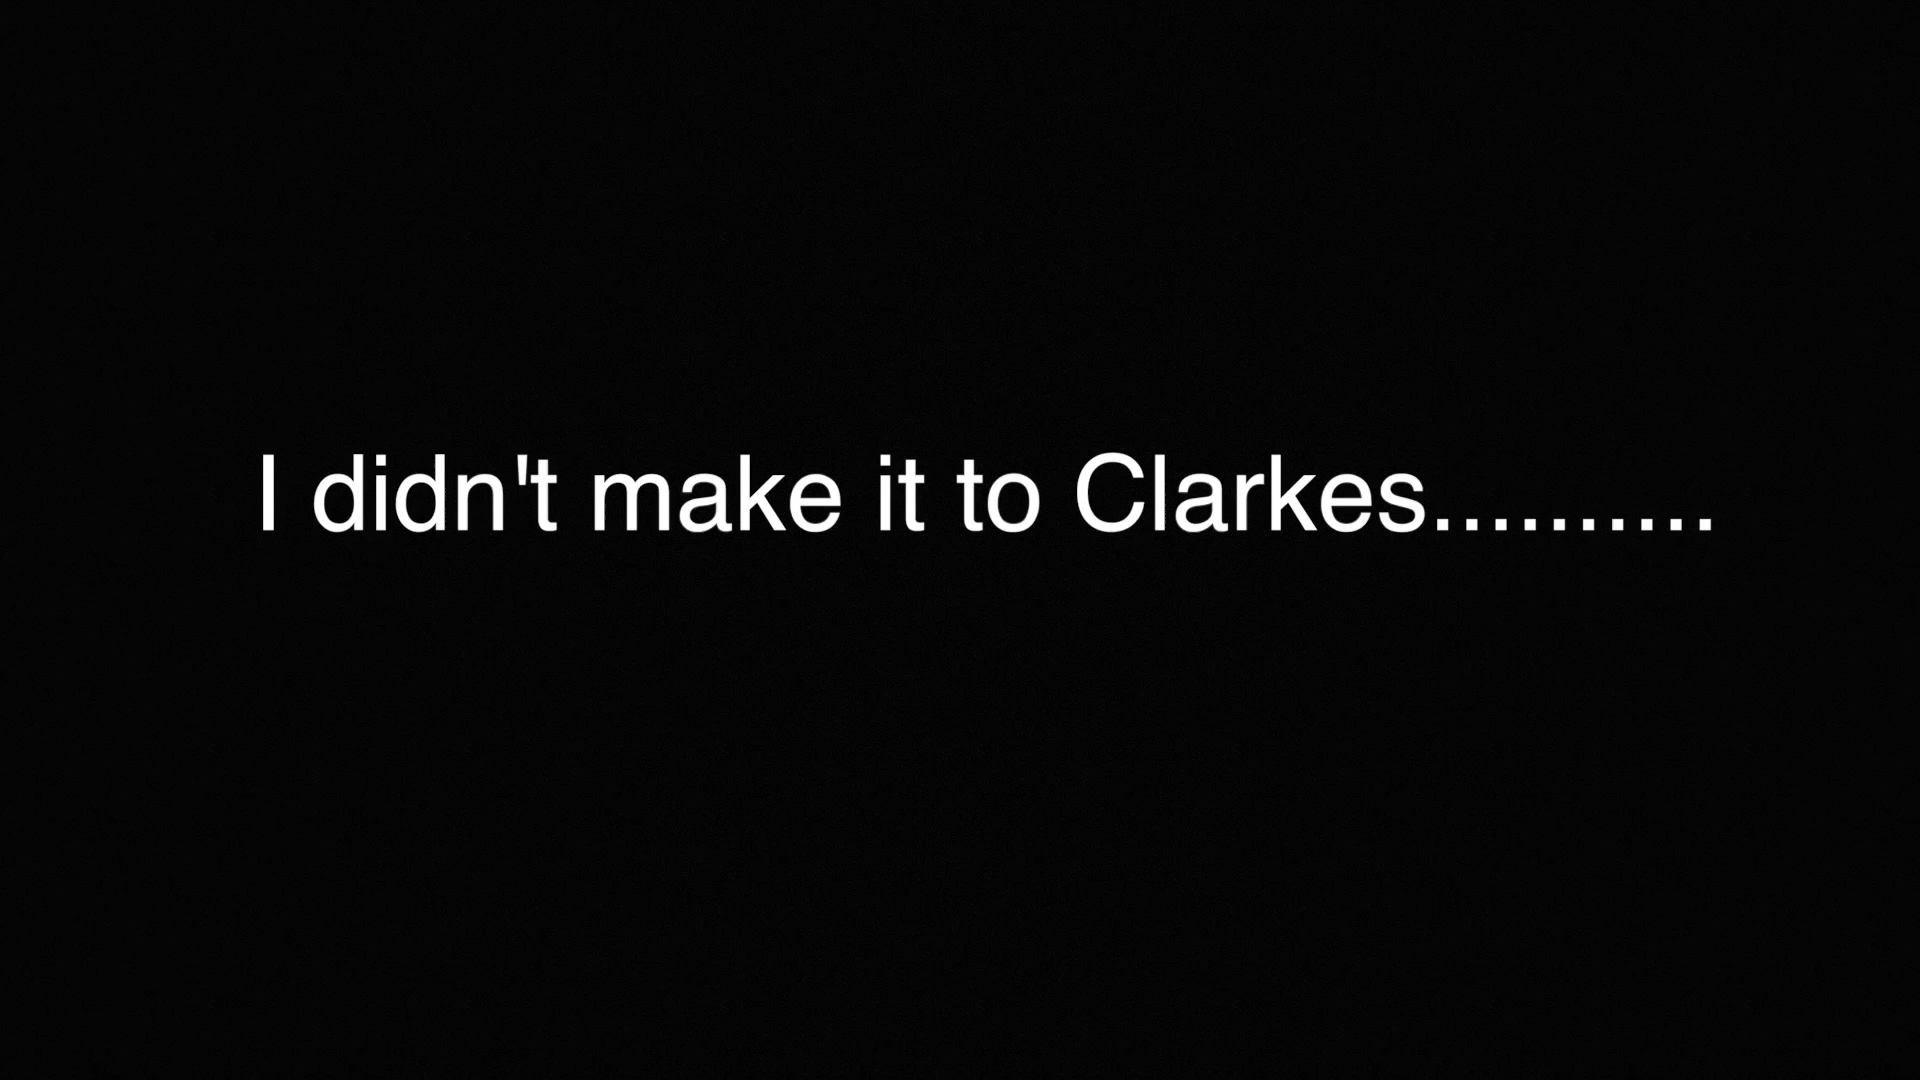 I didn't make it to Clarkes..........